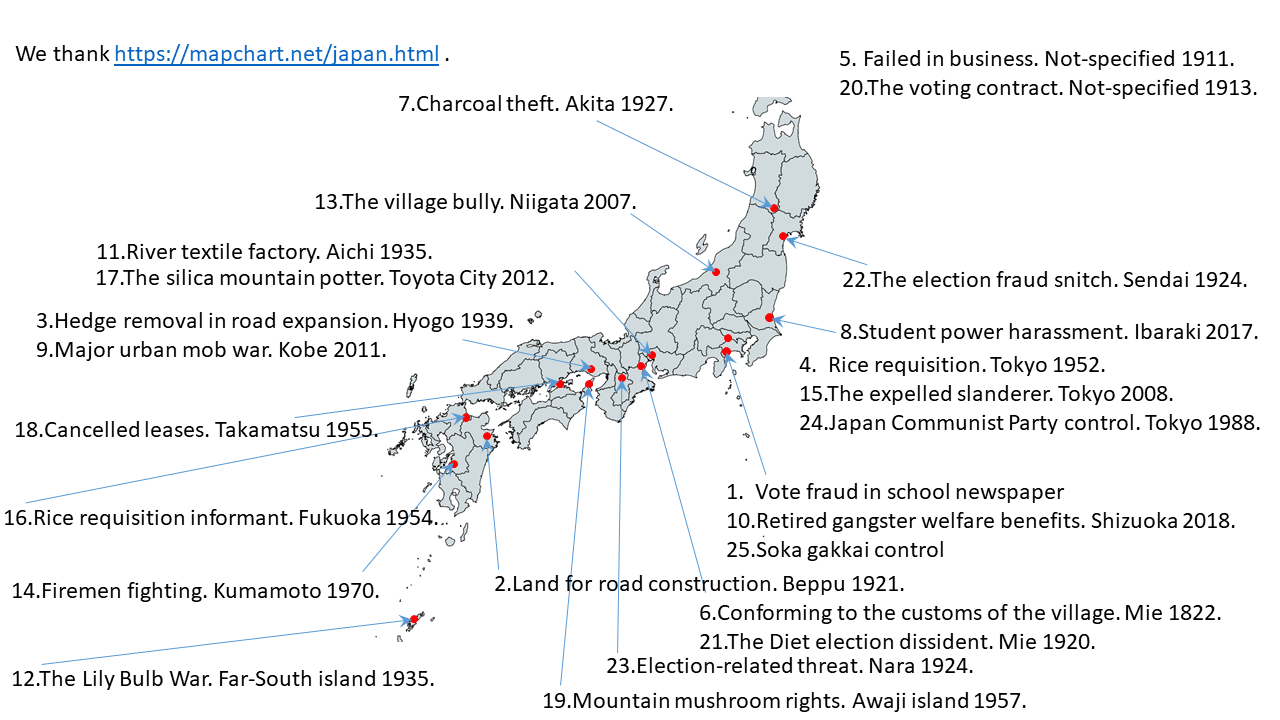 We thank https://mapchart.net/japan.html .
5. Failed in business. Not-specified 1911.
20.The voting contract. Not-specified 1913.
7.Charcoal theft. Akita 1927.
13.The village bully. Niigata 2007.
11.River textile factory. Aichi 1935.
17.The silica mountain potter. Toyota City 2012.
22.The election fraud snitch. Sendai 1924.
3.Hedge removal in road expansion. Hyogo 1939.
9.Major urban mob war. Kobe 2011.
8.Student power harassment. Ibaraki 2017.
4. Rice requisition. Tokyo 1952.
15.The expelled slanderer. Tokyo 2008.
24.Japan Communist Party control. Tokyo 1988.
18.Cancelled leases. Takamatsu 1955.
1. Vote fraud in school newspaper
10.Retired gangster welfare benefits. Shizuoka 2018.
25.Soka gakkai control
16.Rice requisition informant. Fukuoka 1954.
14.Firemen fighting. Kumamoto 1970.
2.Land for road construction. Beppu 1921.
6.Conforming to the customs of the village. Mie 1822.
21.The Diet election dissident. Mie 1920.
23.Election-related threat. Nara 1924.
12.The Lily Bulb War. Far-South island 1935.
19.Mountain mushroom rights. Awaji island 1957.